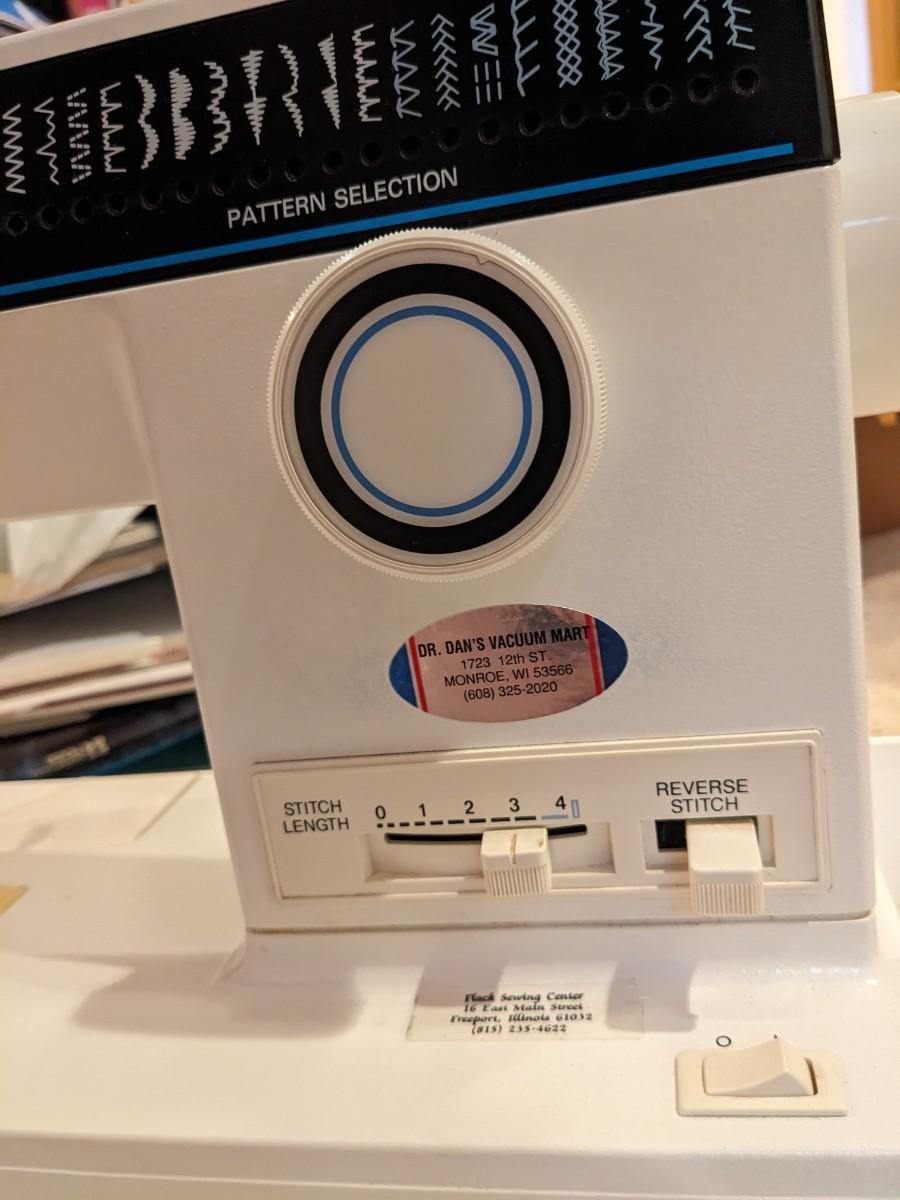 PATTERN SELECTION
DR. DAN'S VACUUM MART
1723 12th ST.
MONROE, WI 53566
(608) 325-2020
STITCH
LENGTH
0 1 2 3 4
REVERSE
STITCH
Flack Sewing Center
16 East Main Street
Freeport, Illinois 61032
(815) 235-4622
O I